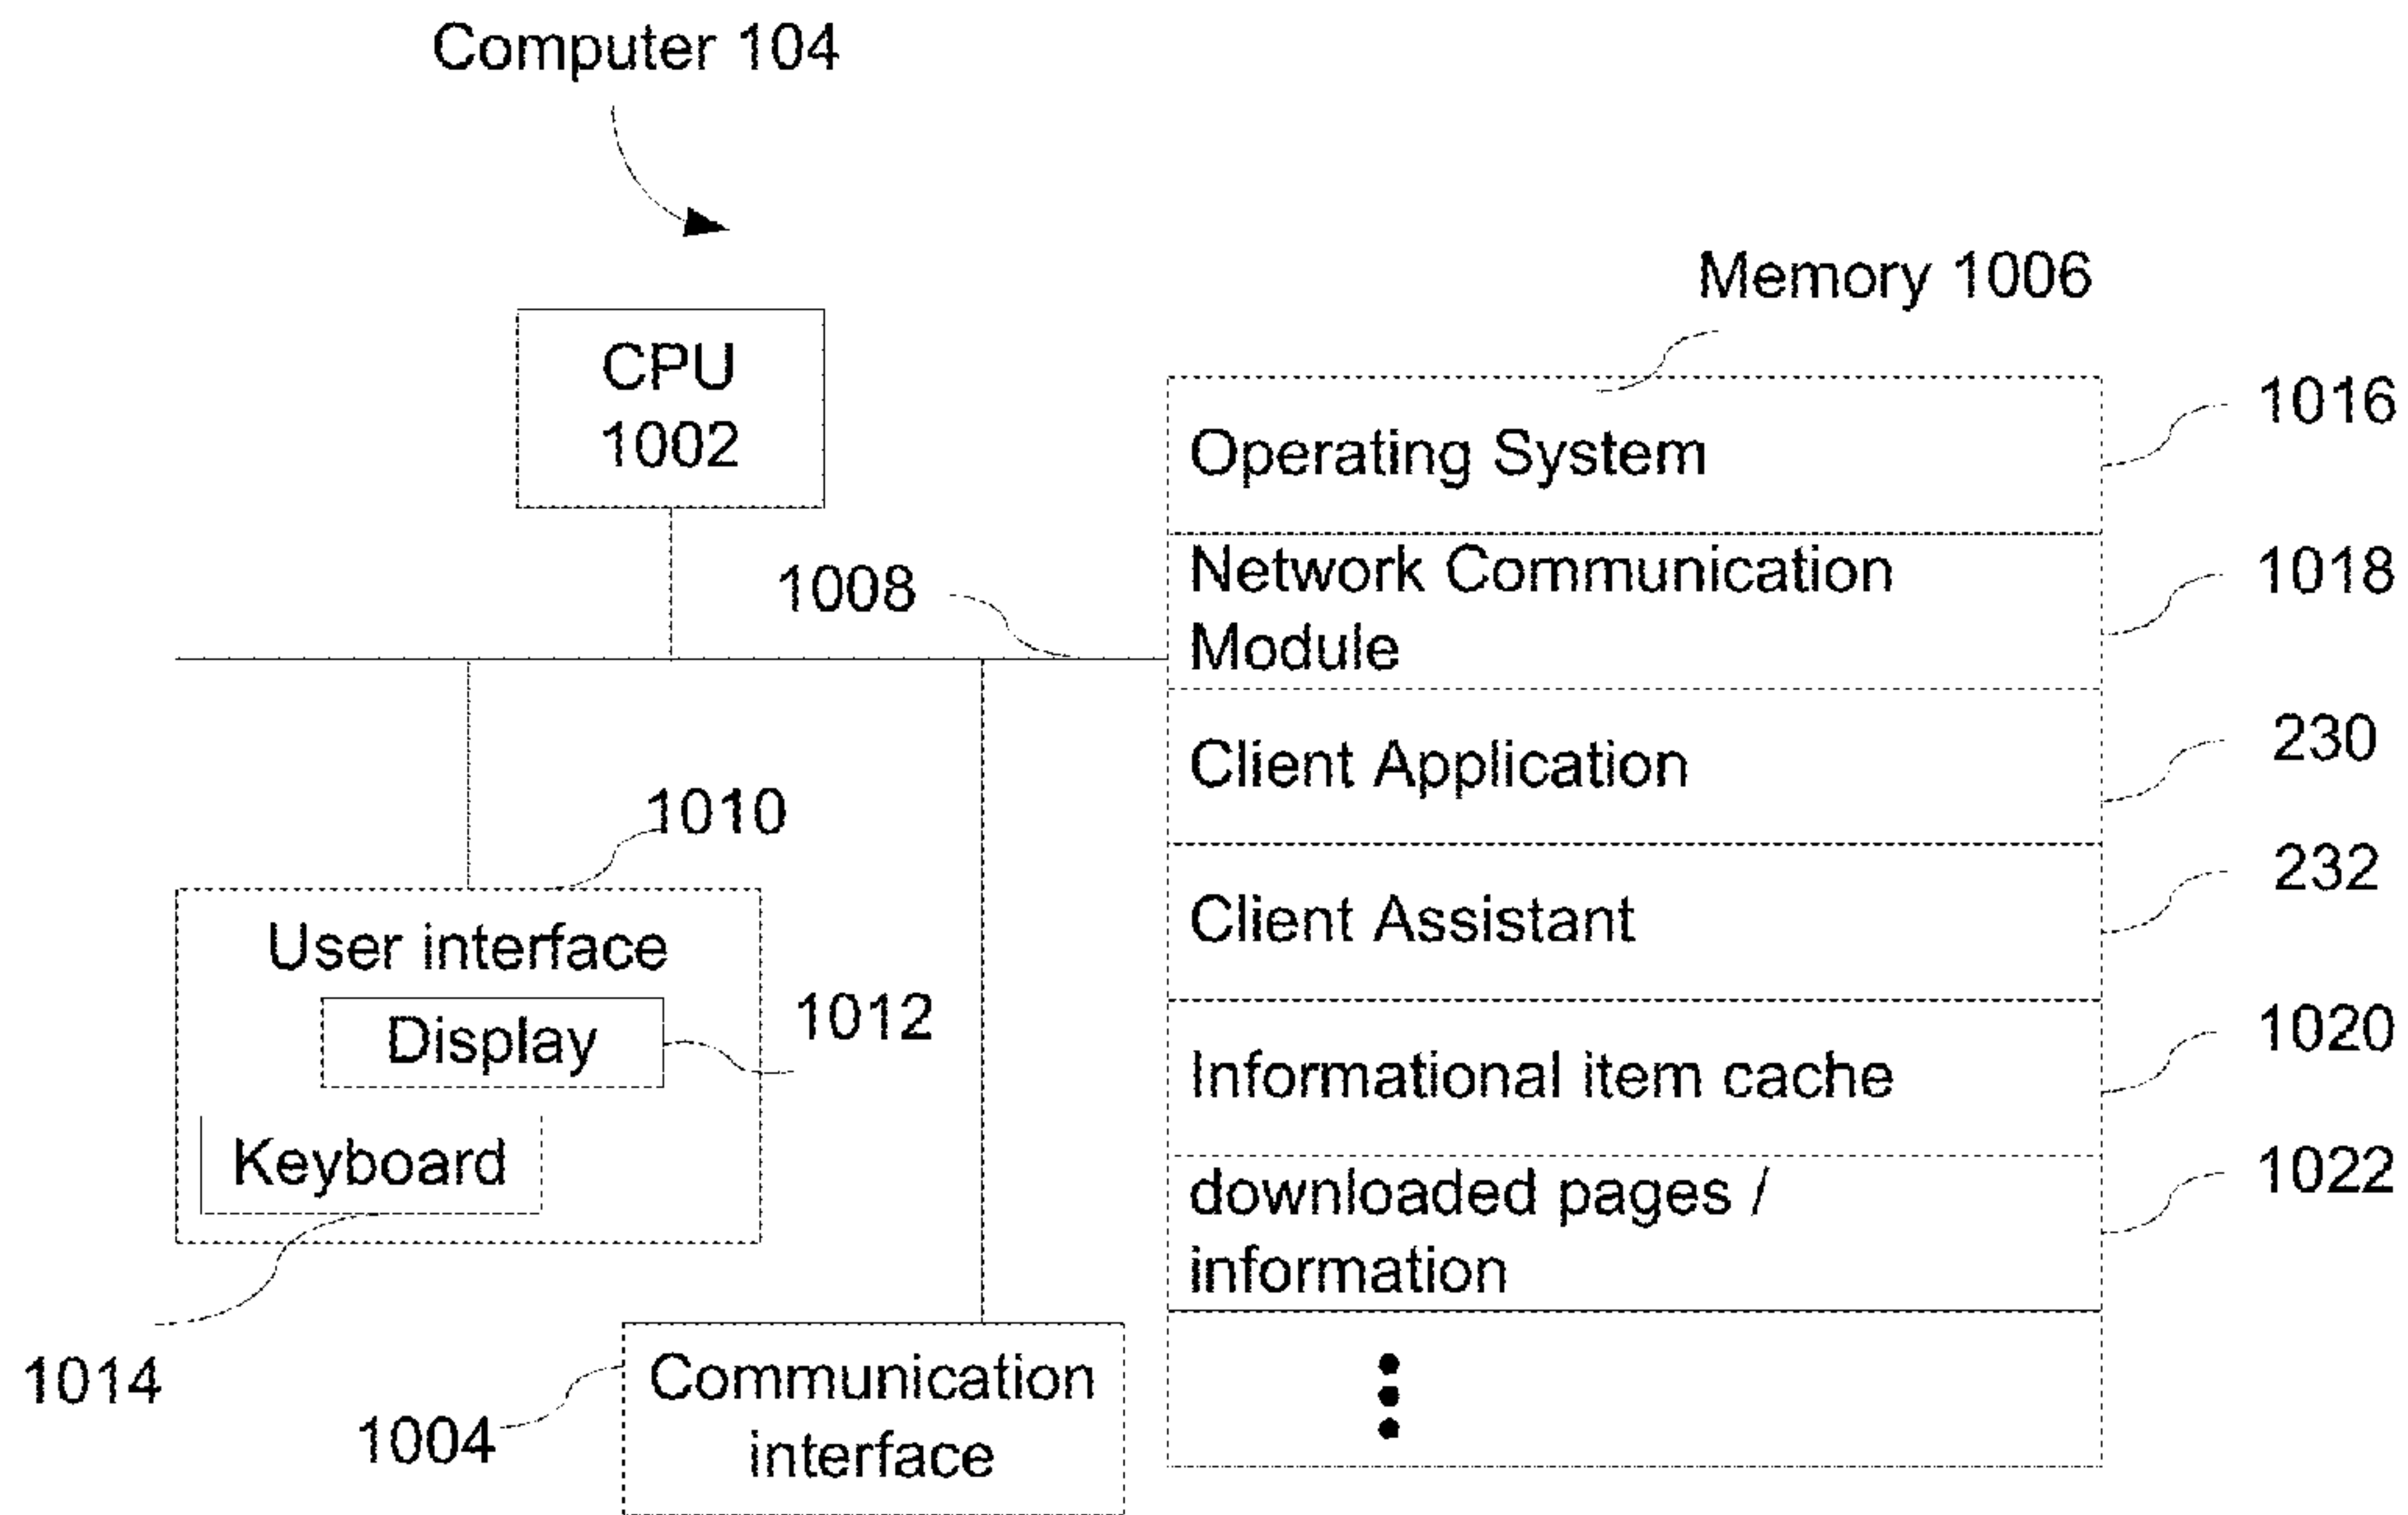 Computer 104
Memory 1006
CPU
1002
1008
Operating System
1016
Network Communication
Module
1018
Client Application
230
Client Assistant
232
Informational item cache
1020
downloaded pages /
information
1022
1010
User interface
Display
1012
Keyboard
1014
Communication
interface
1004